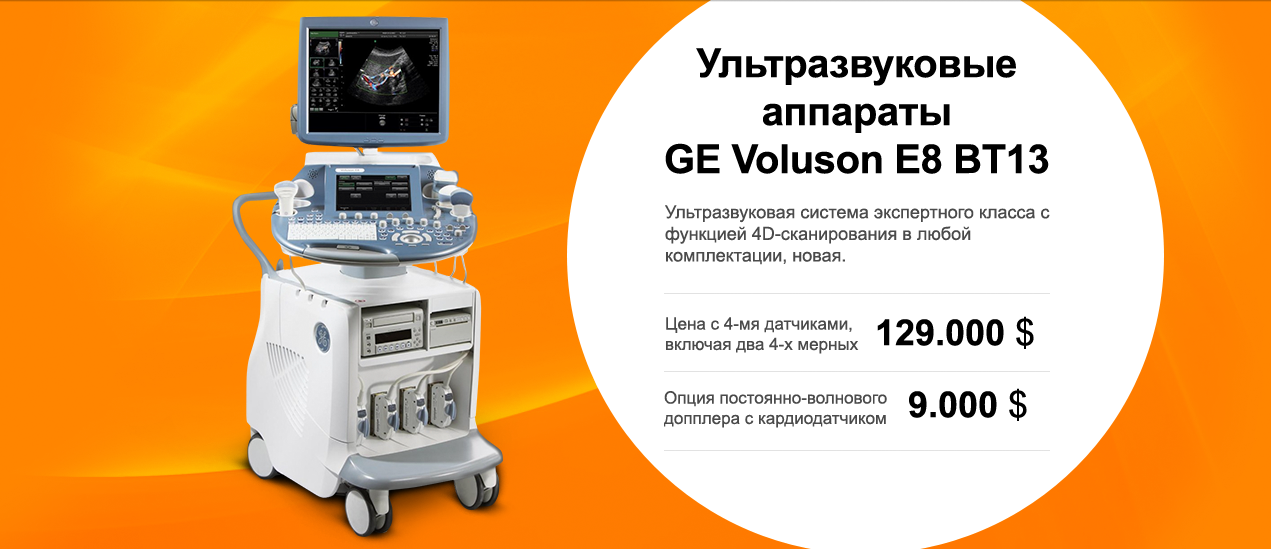 Ультразвуковые
аппараты
GE Voluson E8 BT13
Ультразвуковая система экспертного класса с
функцией 4D-сканирования в любой
комплектации, новая.
Цена с 4-мя датчиками,
включая два 4-х мерных
129.000 $
Опция постоянно-волнового
допплера с кардиодатчиком
9.000 $